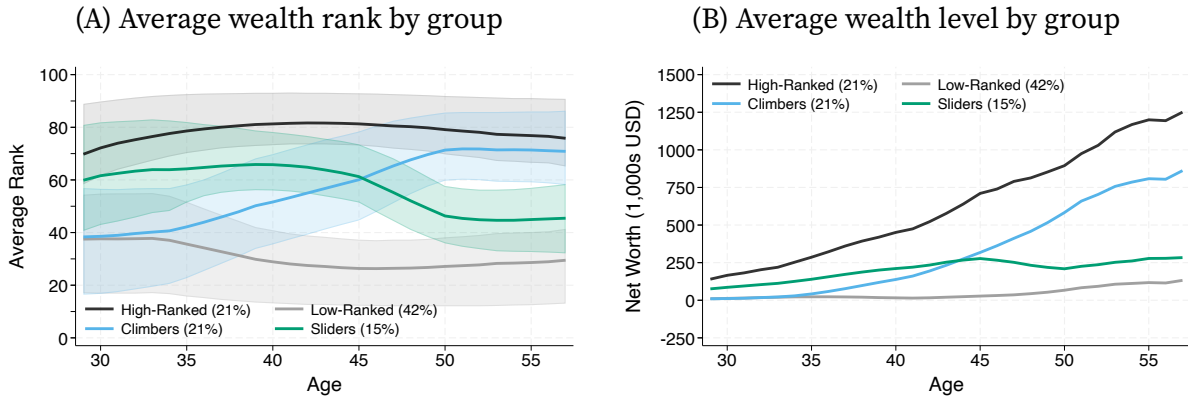 (A) Average wealth rank by group
Average Rank
100
80
60
40
20
0
High-Ranked (21%)
Low-Ranked (42%)
Climbers (21%)
Sliders (15%)
30 35 40 45 50 55
Age
(B) Average wealth level by group
Net Worth (1,000s USD)
1500
1250
1000
750
500
250
0
-250
High-Ranked (21%)
Low-Ranked (42%)
Climbers (21%)
Sliders (15%)
30 35 40 45 50 55
Age